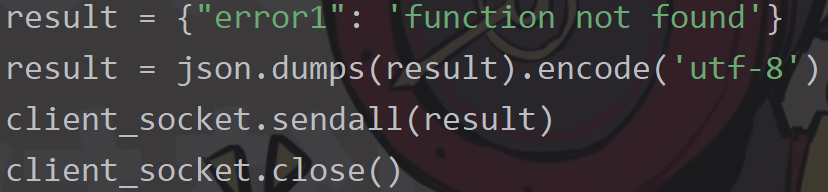 result = {"error1": 'function not found'}
result = json.dumps(result).encode('utf-8')
client_socket.sendall(result)
client_socket.close()